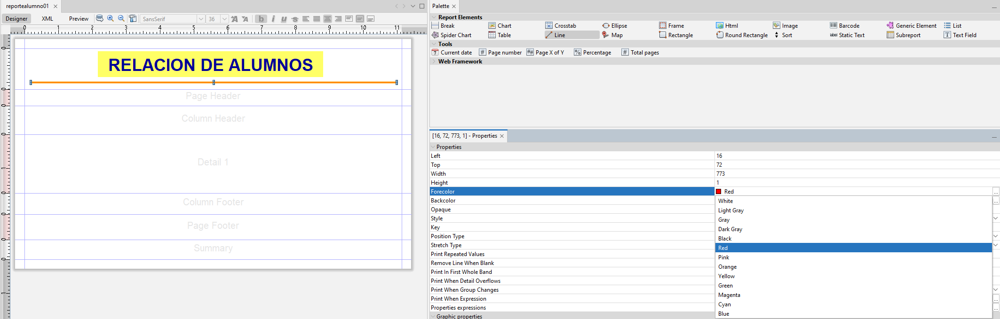 reportealumno01
Designer XML Preview SansSerif 36 b i u s
0 1 2 3 4 5 6 7 8 9 10 11
RELACION DE ALUMNOS
Page Header
Column Header
Detail 1
Column Footer
Page Footer
Summary
Palette
Report Elements
Break Chart Crosstab Ellipse Frame Html Image Barcode Generic Element List
Spider Chart Table Line Map Rectangle Round Rectangle Sort label Static Text Subreport T Text Field
Tools
7 Current date # Page number ## Page X of Y % Percentage # Total pages
Web Framework
[16, 72, 773, 1] - Properties
Properties
Left 16
Top 72
Width 773
Height 1
Forecolor Red ...
Backcolor ...
Opaque
Style
Key
Position Type
Stretch Type
Print Repeated Values
Remove Line When Blank
Print In First Whole Band
Print When Detail Overflows
Print When Group Changes
Print When Expression ...
Properties expressions ...
Graphic properties
White
Light Gray
Gray
Dark Gray
Black
Red
Pink
Orange
Yellow
Green
Magenta
Cyan
Blue